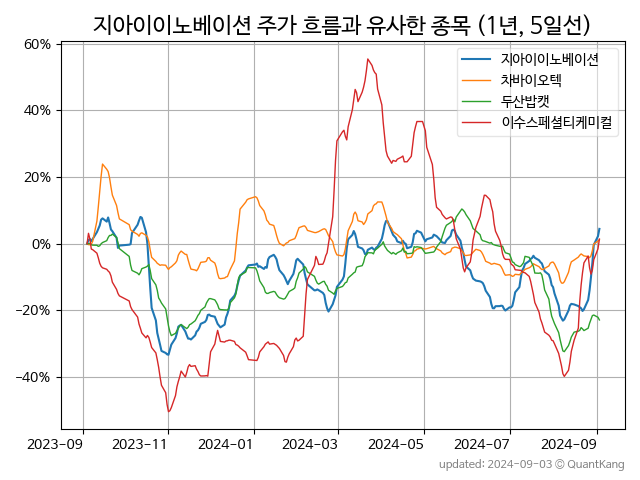 지아이이노베이션 주가 흐름과 유사한 종목 (1년, 5일선)
60%
40%
20%
0%
−20%
−40%
지아이이노베이션
차바이오텍
두산밥캣
이수스페셜티케미컬
2023-09 2023-11 2024-01 2024-03 2024-05 2024-07 2024-09
updated: 2024-09-03 © QuantKang